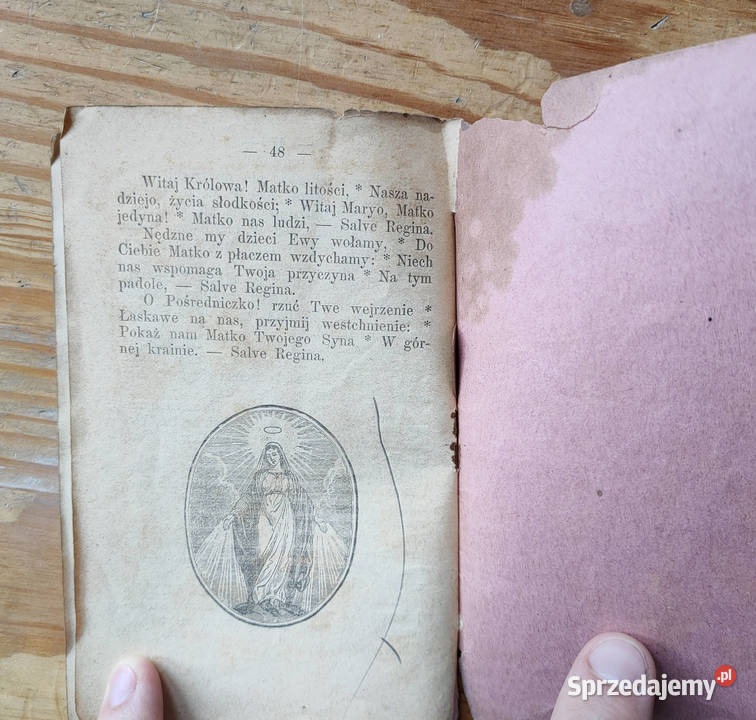 — 48 —
Witaj Królowa! Matko litości, * Nasza na-
dziejo, życia słodkości; * Witaj Maryo, Matko
jedyna! * Matko nas ludzi, — Salve Regina.
Nędzne my dzieci Ewy wołamy, * Do
Ciebie Matko z płaczem wzdychamy: * Niech
nas wspomaga Twoja przyczyna * Na tym
padole, — Salve Regina.
O Pośredniczko! rzuć Twe wejrzenie *
Łaskawe na nas, przyjmij westchnienie: *
Pokaż nam Matko Twojego Syna * W gór-
nej krainie. — Salve Regina.
Sprzedajemy.pl